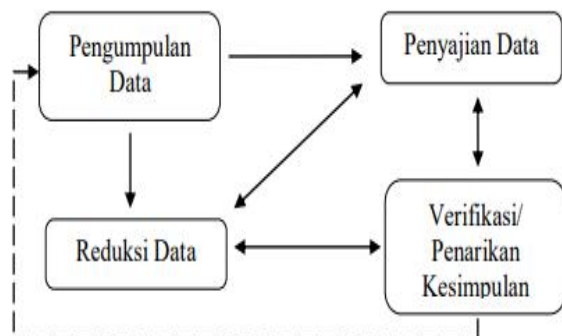 Pengumpulan
Data
Penyajian Data
Reduksi Data
Verifikasi/
Penarikan
Kesimpulan